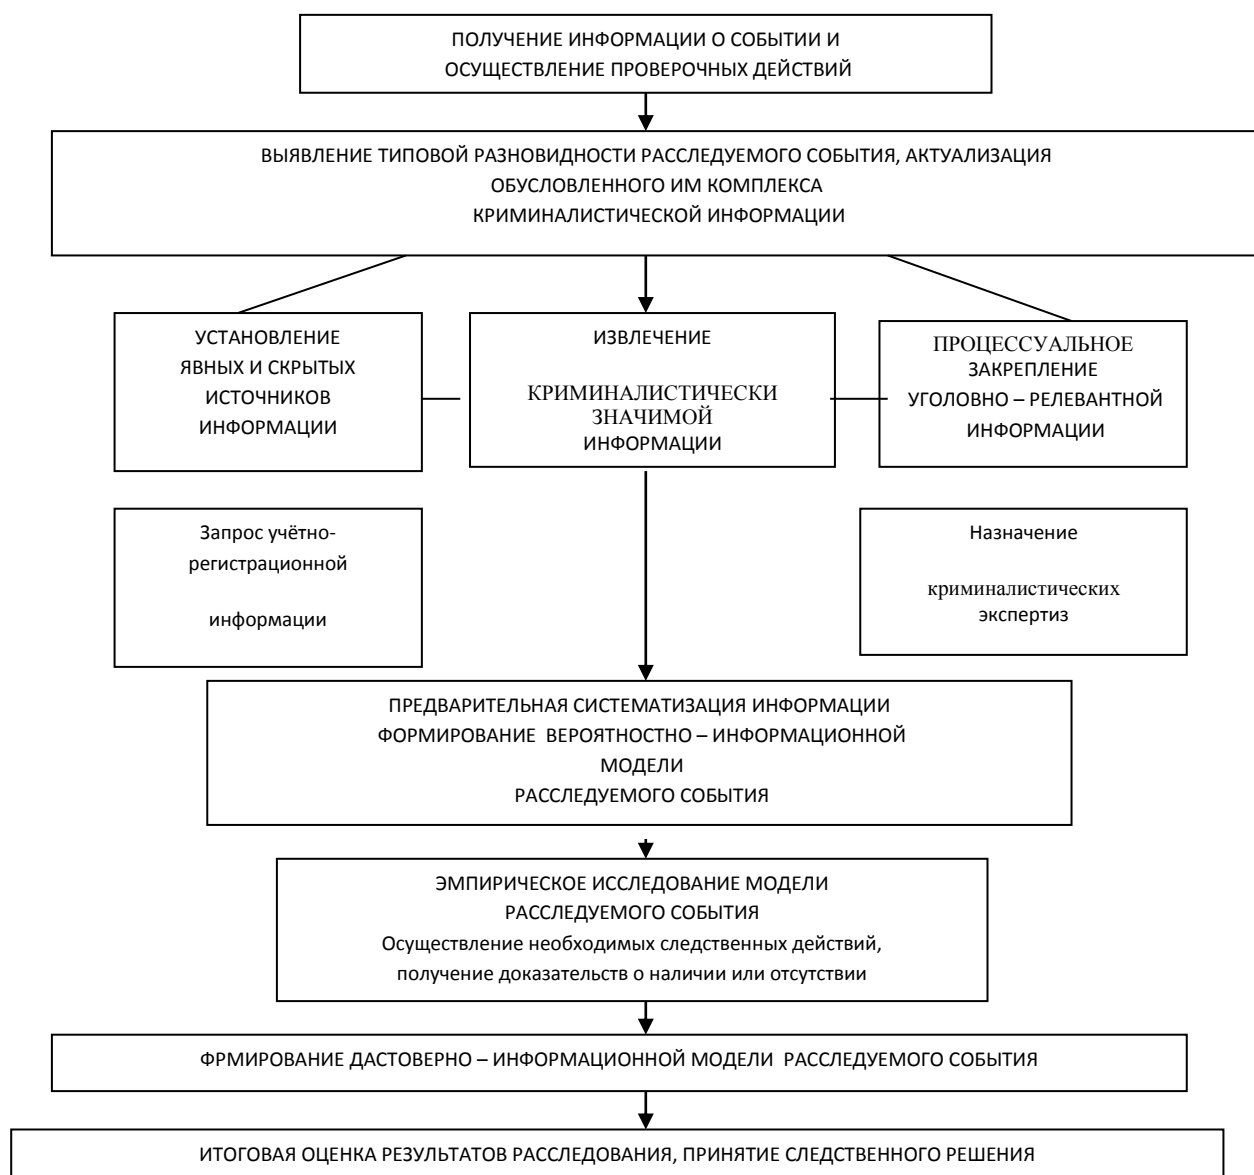 ПОЛУЧЕНИЕ ИНФОРМАЦИИ О СОБЫТИИ И
ОСУЩЕСТВЛЕНИЕ ПРОВЕРОЧНЫХ ДЕЙСТВИЙ
ВЫЯВЛЕНИЕ ТИПОВОЙ РАЗНОВИДНОСТИ РАССЛЕДУЕМОГО СОБЫТИЯ, АКТУАЛИЗАЦИЯ
ОБУСЛОВЛЕННОГО ИМ КОМПЛЕКСА
КРИМИНАЛИСТИЧЕСКОЙ ИНФОРМАЦИИ
УСТАНОВЛЕНИЕ
ЯВНЫХ И СКРЫТЫХ
ИСТОЧНИКОВ
ИНФОРМАЦИИ
ИЗВЛЕЧЕНИЕ
КРИМИНАЛИСТИЧЕСКИ
ЗНАЧИМОЙ
ИНФОРМАЦИИ
ПРОЦЕССУАЛЬНОЕ
ЗАКРЕПЛЕНИЕ
УГОЛОВНО – РЕЛЕВАНТНОЙ
ИНФОРМАЦИИ
Запрос учётно-
регистрационной
информации
Назначение
криминалистических
экспертиз
ПРЕДВАРИТЕЛЬНАЯ СИСТЕМАТИЗАЦИЯ ИНФОРМАЦИИ
ФОРМИРОВАНИЕ ВЕРОЯТНОСТНО – ИНФОРМАЦИОННОЙ
МОДЕЛИ
РАССЛЕДУЕМОГО СОБЫТИЯ
ЭМПИРИЧЕСКОЕ ИССЛЕДОВАНИЕ МОДЕЛИ
РАССЛЕДУЕМОГО СОБЫТИЯ
Осуществление необходимых следственных действий,
получение доказательств о наличии или отсутствии
ФРМИРОВАНИЕ ДАСТОВЕРНО – ИНФОРМАЦИОННОЙ МОДЕЛИ РАССЛЕДУЕМОГО СОБЫТИЯ
ИТОГОВАЯ ОЦЕНКА РЕЗУЛЬТАТОВ РАССЛЕДОВАНИЯ, ПРИНЯТИЕ СЛЕДСТВЕННОГО РЕШЕНИЯ